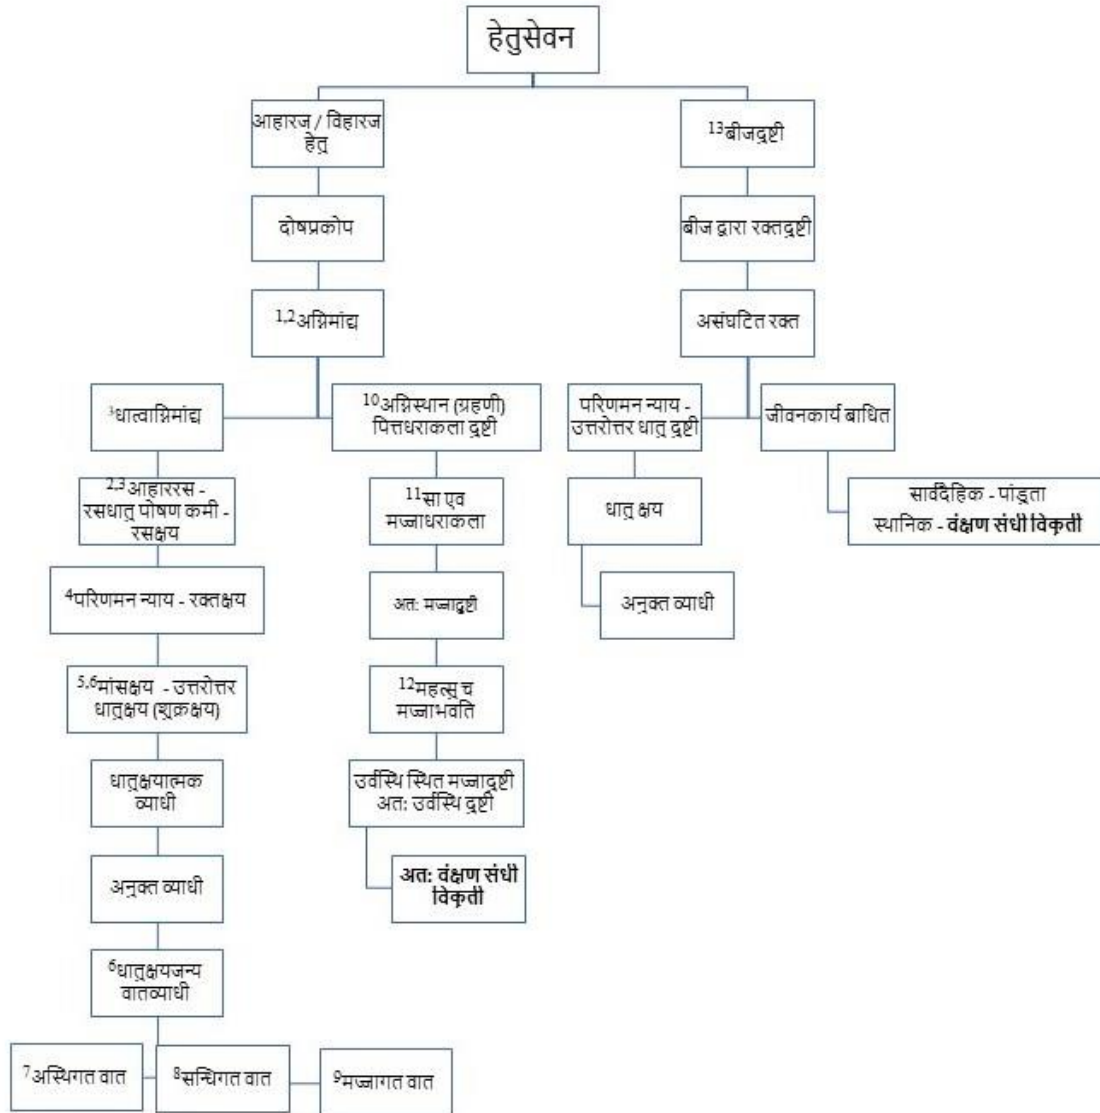 हेतुसेवन
आहारज / विहारज
हेतु
13बीजदुष्टी
दोषप्रकोप
बीज द्वारा रक्तदुष्टी
1,2अग्निमांद्य
असंघटित रक्त
3धात्वाग्निमांद्य
10अग्निस्थान (ग्रहणी)
पित्तधराकला दुष्टी
परिणमन न्याय -
उत्तरोत्तर धातु दुष्टी
जीवनकार्य बाधित
2,3आहाररस -
रसधातु पोषण कमी -
रसक्षय
11सा एव
मज्जाधराकला
धातु क्षय
सार्वदैहिक - पांडुता
स्थानिक - वंक्षण संधी विकृती
4परिणमन न्याय - रक्तक्षय
अत: मज्जादुष्टी
अनुक्त व्याधी
5,6मांसक्षय - उत्तरोत्तर
धातुक्षय (शुक्रक्षय)
12महत्सु च
मज्जाभवति
धातुक्षयात्मक
व्याधी
उर्वस्थि स्थित मज्जादुष्टी
अत: उर्वस्थि दुष्टी
अनुक्त व्याधी
अत: वंक्षण संधी
विकृती
6धातुक्षयजन्य
वातव्याधी
7अस्थिगत वात
8सन्धिगत वात
9मज्जागत वात